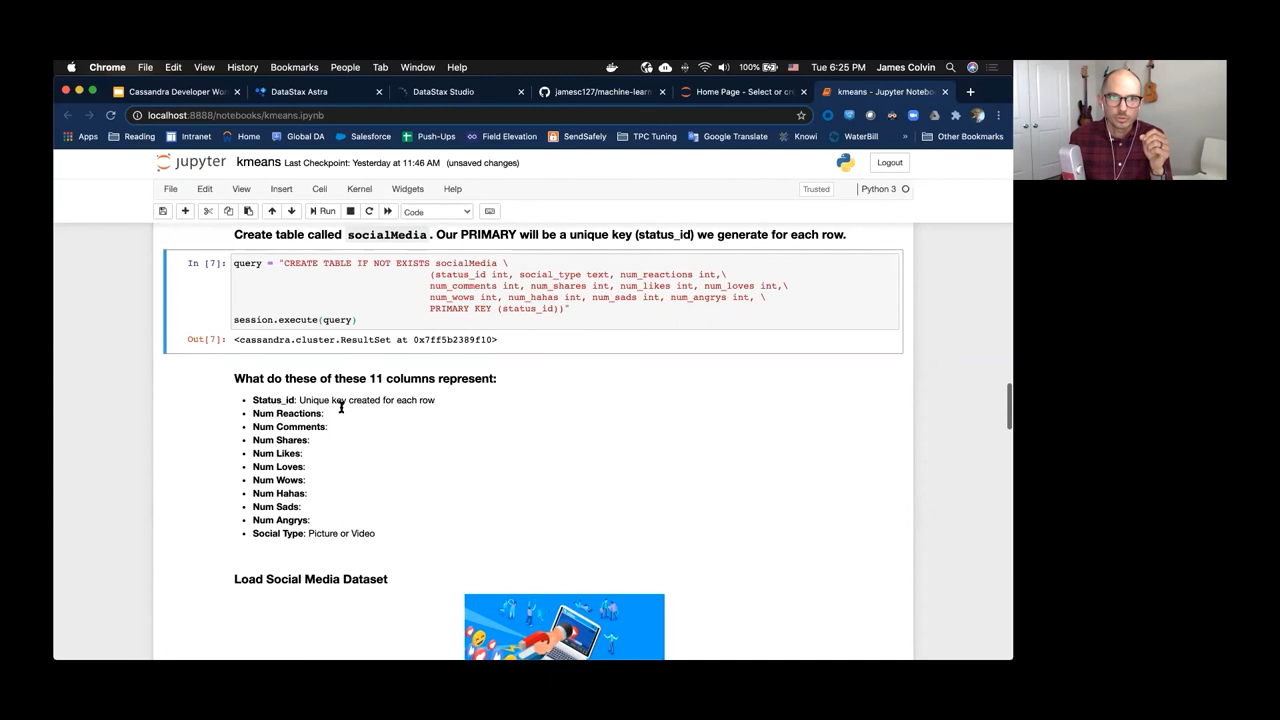 Chrome File Edit View History Bookmarks People Tab Window Help 100% Tue 6:25 PM James Colvin
Cassandra Developer Wor DataStax Astra DataStax Studio jamesc127/machine-learn Home Page - Select or cre kmeans - Jupyter Notebo
localhost:8888/notebooks/kmeans.ipynb
Apps Reading Intranet Home Global DA Salesforce Push-Ups Field Elevation SendSafely TPC Tuning Google Translate Knowi WaterBill » Other Bookmarks
jupyter kmeans Last Checkpoint: Yesterday at 11:46 AM (unsaved changes) Logout
File Edit View Insert Cell Kernel Widgets Help Trusted Python 3
Run Code
Create table called socialMedia. Our PRIMARY will be a unique key (status_id) we generate for each row.
In [7]: query = "CREATE TABLE IF NOT EXISTS socialMedia \
(status_id int, social_type text, num_reactions int,\
num_comments int, num_shares int, num_likes int, num_loves int,\
num_wows int, num_hahas int, num_sads int, num_angrys int, \
PRIMARY KEY (status_id))"
session.execute(query)
Out[7]: <cassandra.cluster.ResultSet at 0x7ff5b2389f10>
What do these of these 11 columns represent:
• Status_id: Unique key created for each row
• Num Reactions:
• Num Comments:
• Num Shares:
• Num Likes:
• Num Loves:
• Num Wows:
• Num Hahas:
• Num Sads:
• Num Angrys:
• Social Type: Picture or Video
Load Social Media Dataset